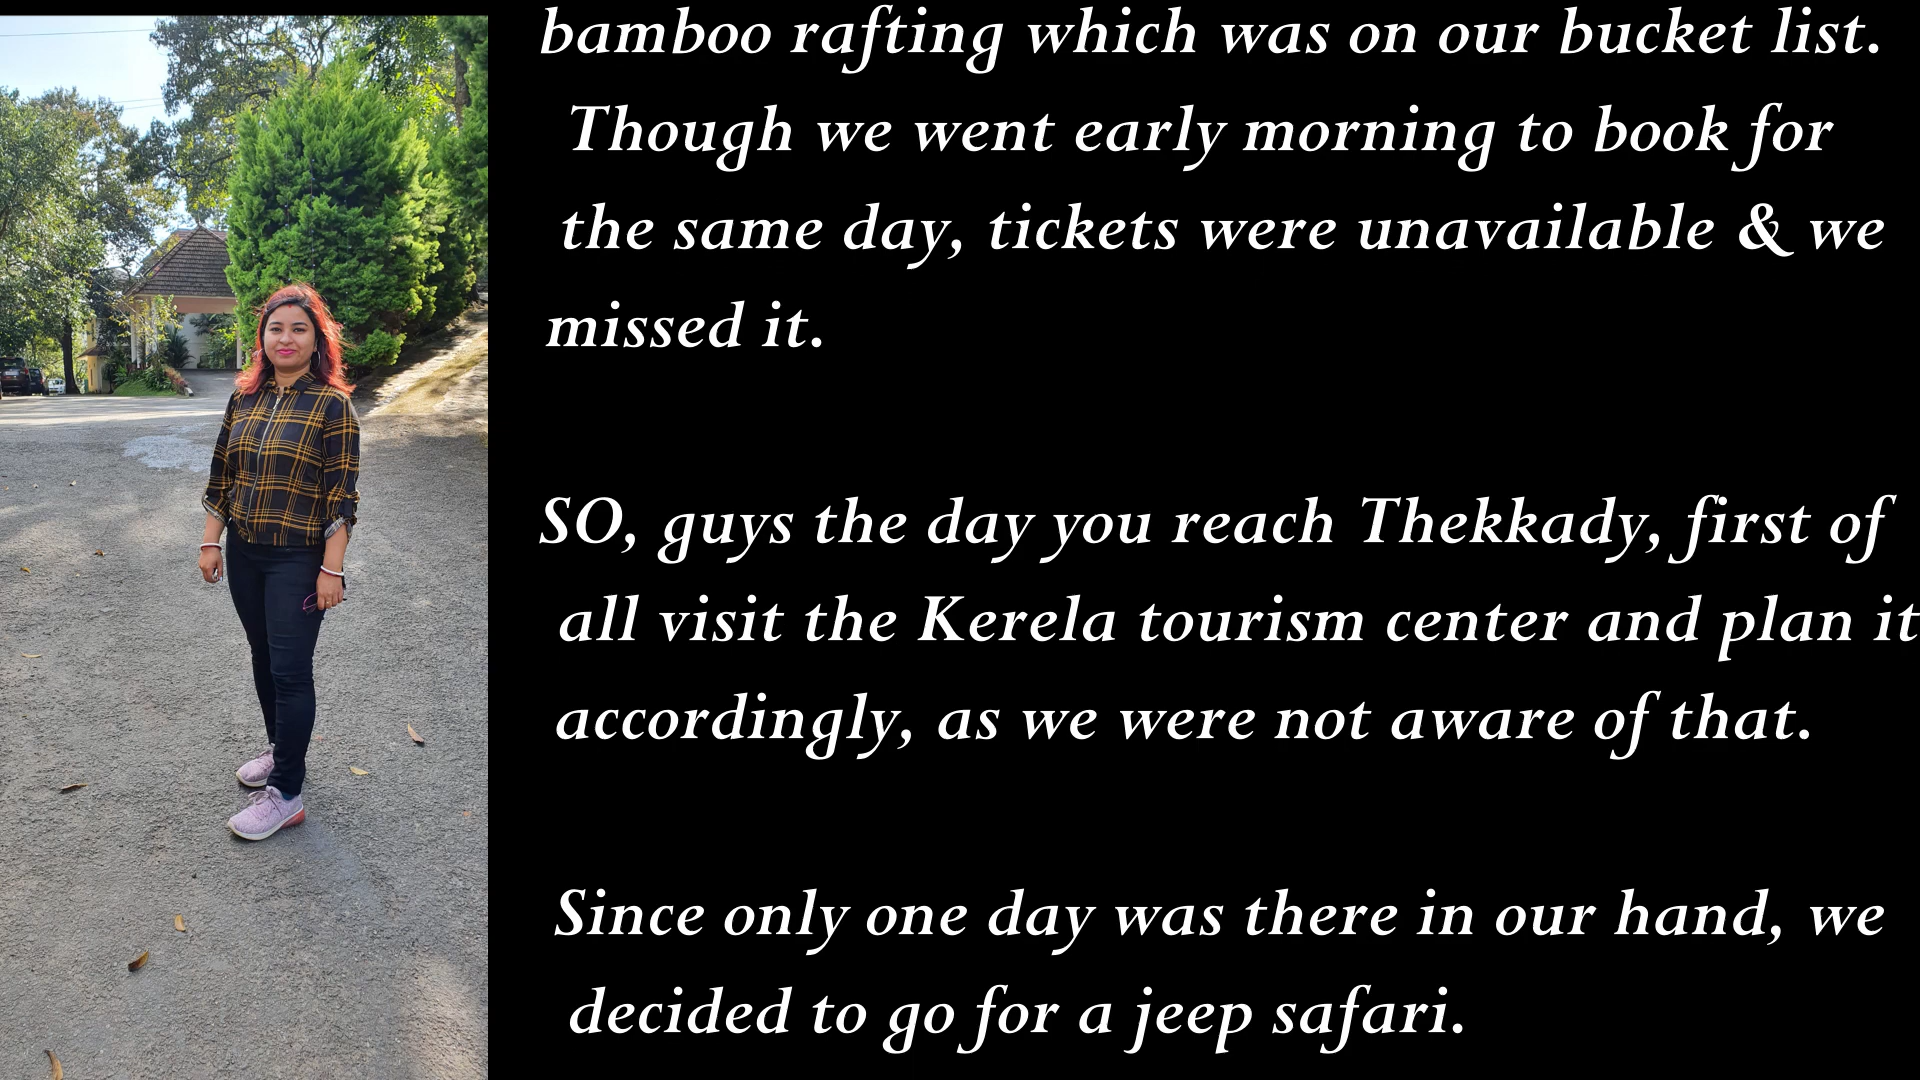 bamboo rafting which was on our bucket list.
Though we went early morning to book for
the same day, tickets were unavailable & we
missed it.
SO, guys the day you reach Thekkady, first of
all visit the Kerela tourism center and plan it
accordingly, as we were not aware of that.
Since only one day was there in our hand, we
decided to go for a jeep safari.